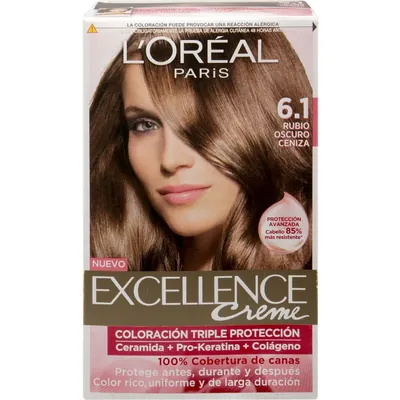 LA COLORACIÓN PUEDE PROVOCAR UNA REACCIÓN ALÉRGICA
L'ORÉAL
PARIS
6.1
RUBIO
OSCURO
CENIZA
PROTECCIÓN
AVANZADA
Cabello 85%
más resistente*
NUEVO
EXCELLENCE
Creme
COLORACIÓN TRIPLE PROTECCIÓN
Ceramida + Pro-Keratina + Colágeno
100% Cobertura de canas
Protege antes, durante y después
Color rico, uniforme y de larga duración